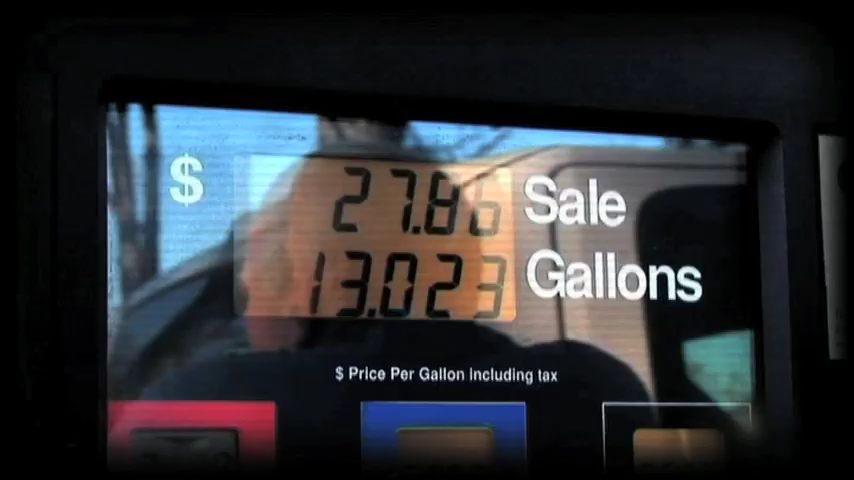 $ 27.86 Sale
13.023 Gallons
$ Price Per Gallon including tax